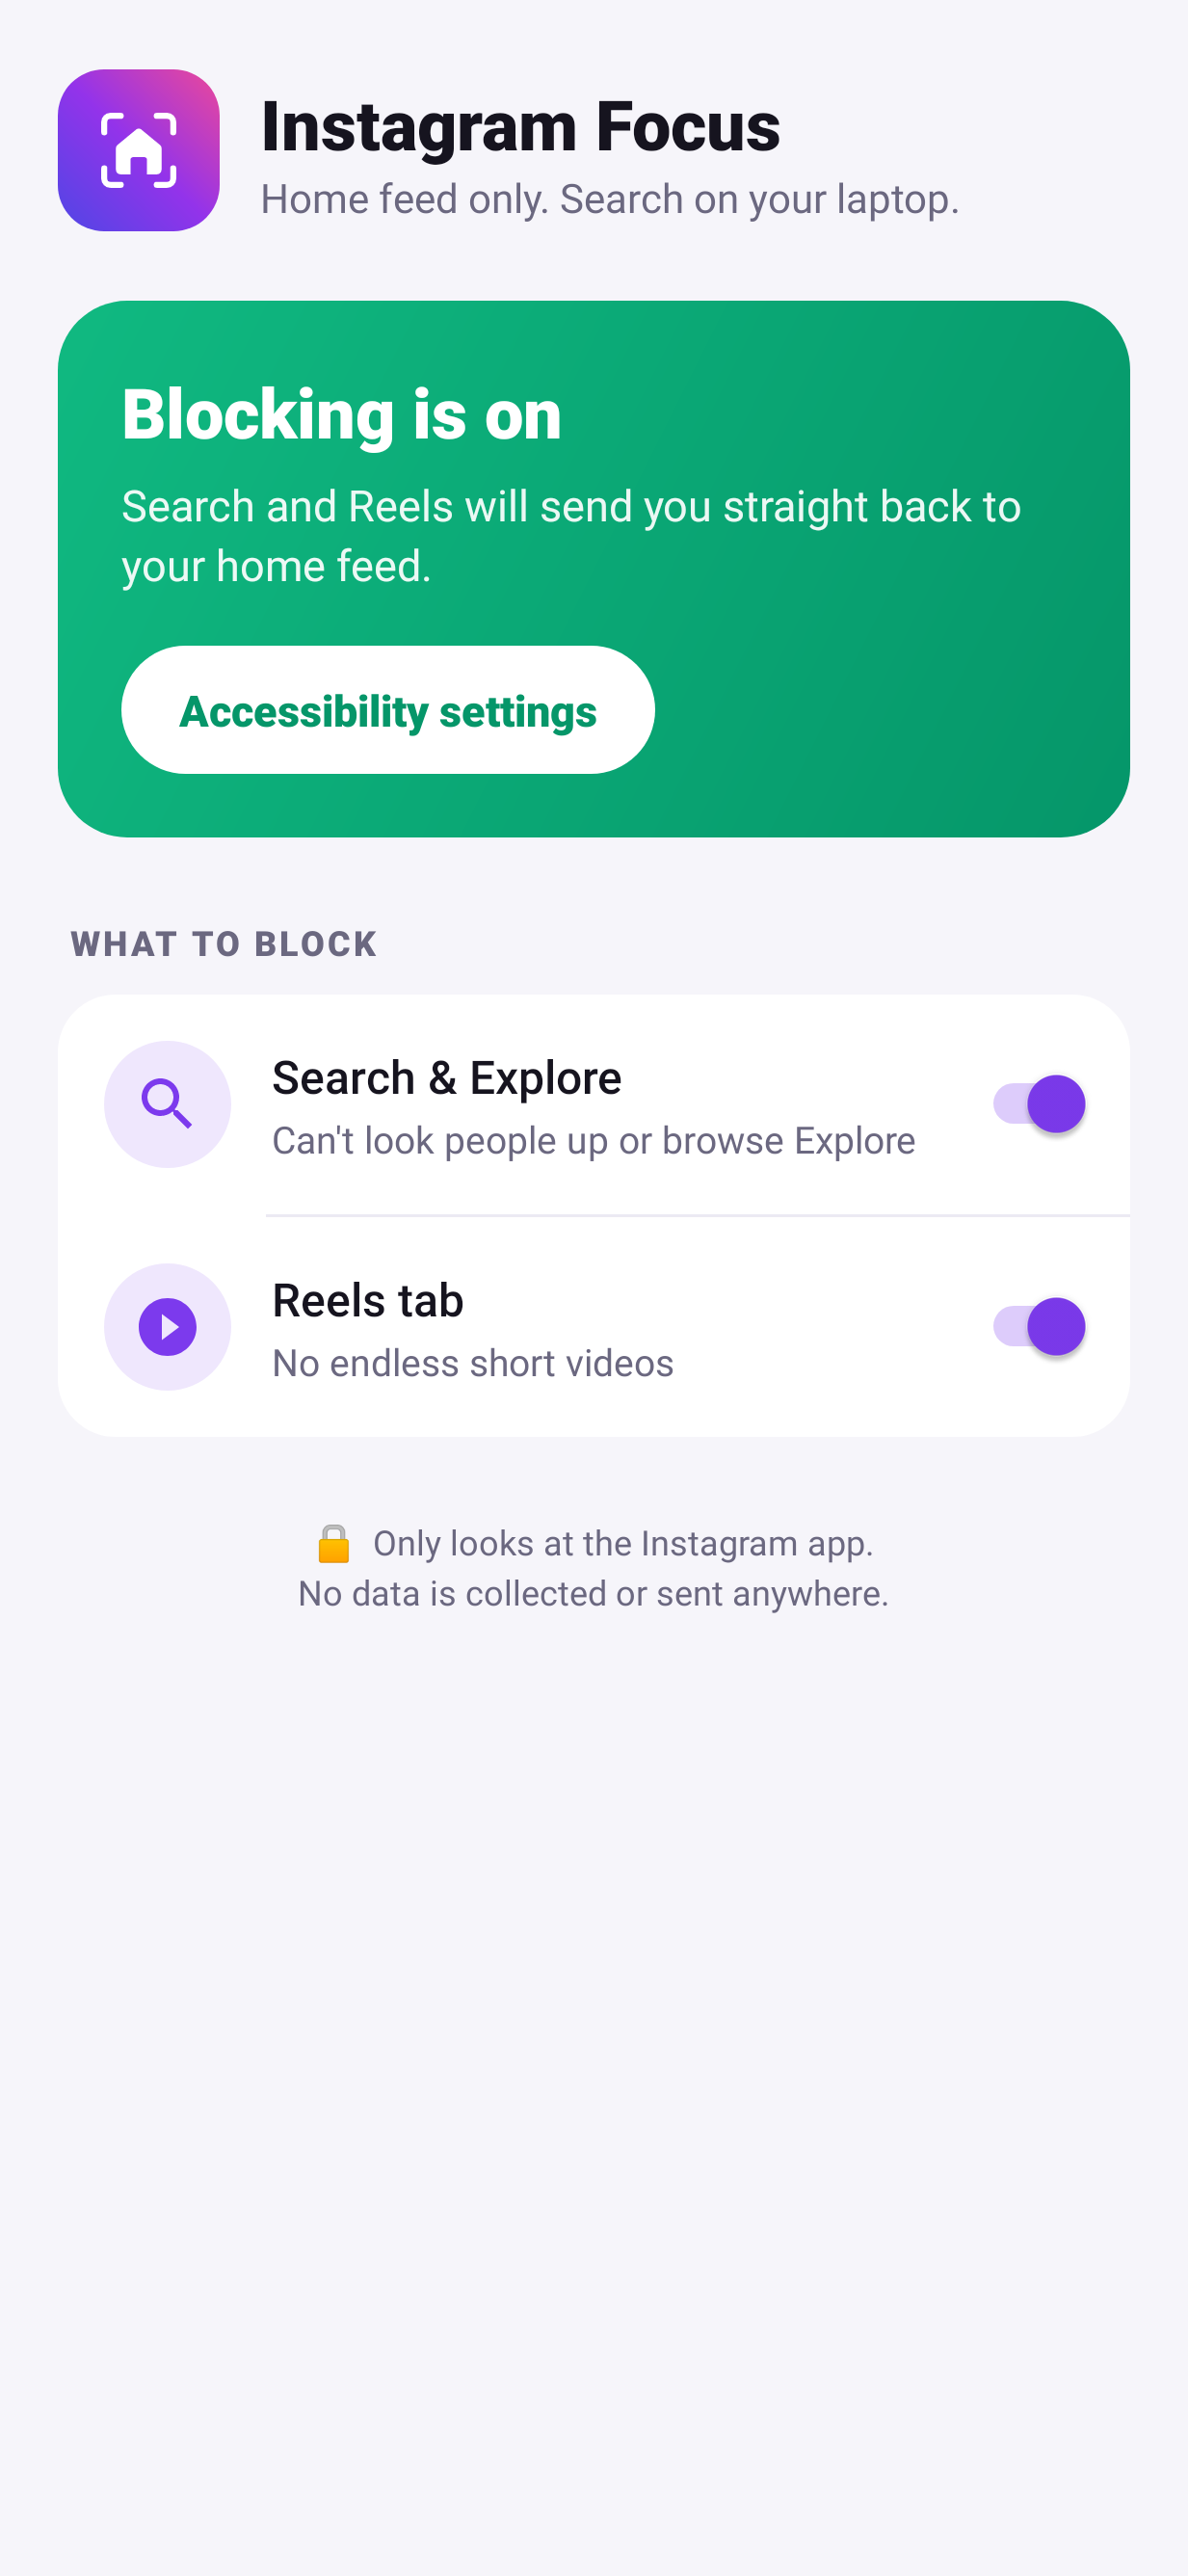 Instagram Focus
Home feed only. Search on your laptop.
Blocking is on
Search and Reels will send you straight back to
your home feed.
Accessibility settings
WHAT TO BLOCK
Search & Explore
Can't look people up or browse Explore
Reels tab
No endless short videos
🔒 Only looks at the Instagram app.
No data is collected or sent anywhere.